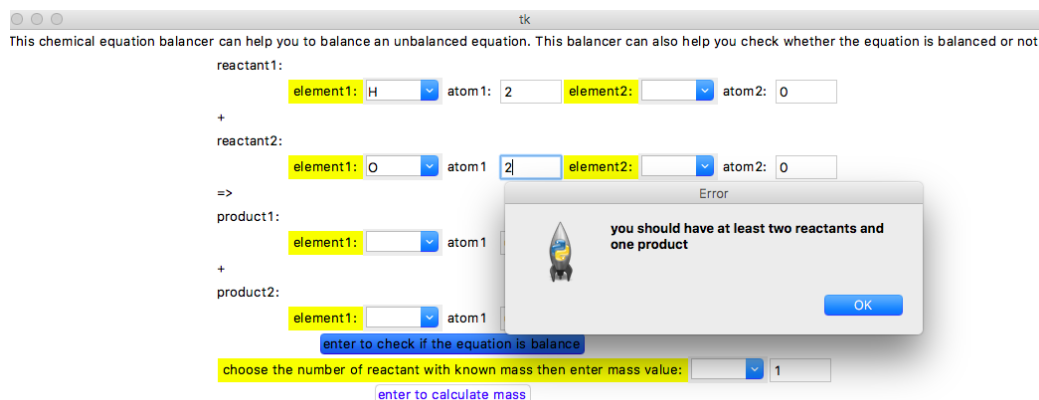 tk
This chemical equation balancer can help you to balance an unbalanced equation. This balancer can also help you check whether the equation is balanced or not
reactant1:
element1: H atom1: 2 element2: atom2: 0
+
reactant2:
element1: O atom1 2 element2: atom2: 0
=>
Error
product1:
you should have at least two reactants and
one product
element1: atom1
+
product2:
OK
element1: atom1
enter to check if the equation is balance
choose the number of reactant with known mass then enter mass value: 1
enter to calculate mass